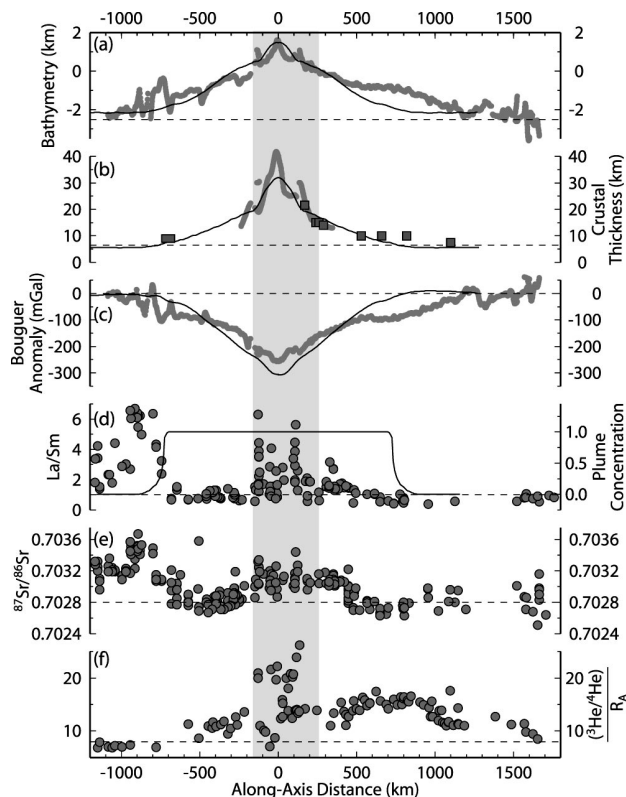 -1000 -500 0 500 1000 1500
(a)
Bathymetry (km)
2
0
-2
2
0
-2
(b)
40
30
20
10
0
40
30
20
10
0
Crustal
Thickness (km)
(c)
Bouguer
Anomaly (mGal)
0
-100
-200
-300
0
-100
-200
-300
(d)
La/Sm
6
4
2
0
1.0
0.5
0.0
Plume
Concentration
(e)
⁸⁷Sr/⁸⁶Sr
0.7036
0.7032
0.7028
0.7024
0.7036
0.7032
0.7028
0.7024
(f)
20
10
20
10
(³He/⁴He)
R_A
-1000 -500 0 500 1000 1500
Along-Axis Distance (km)